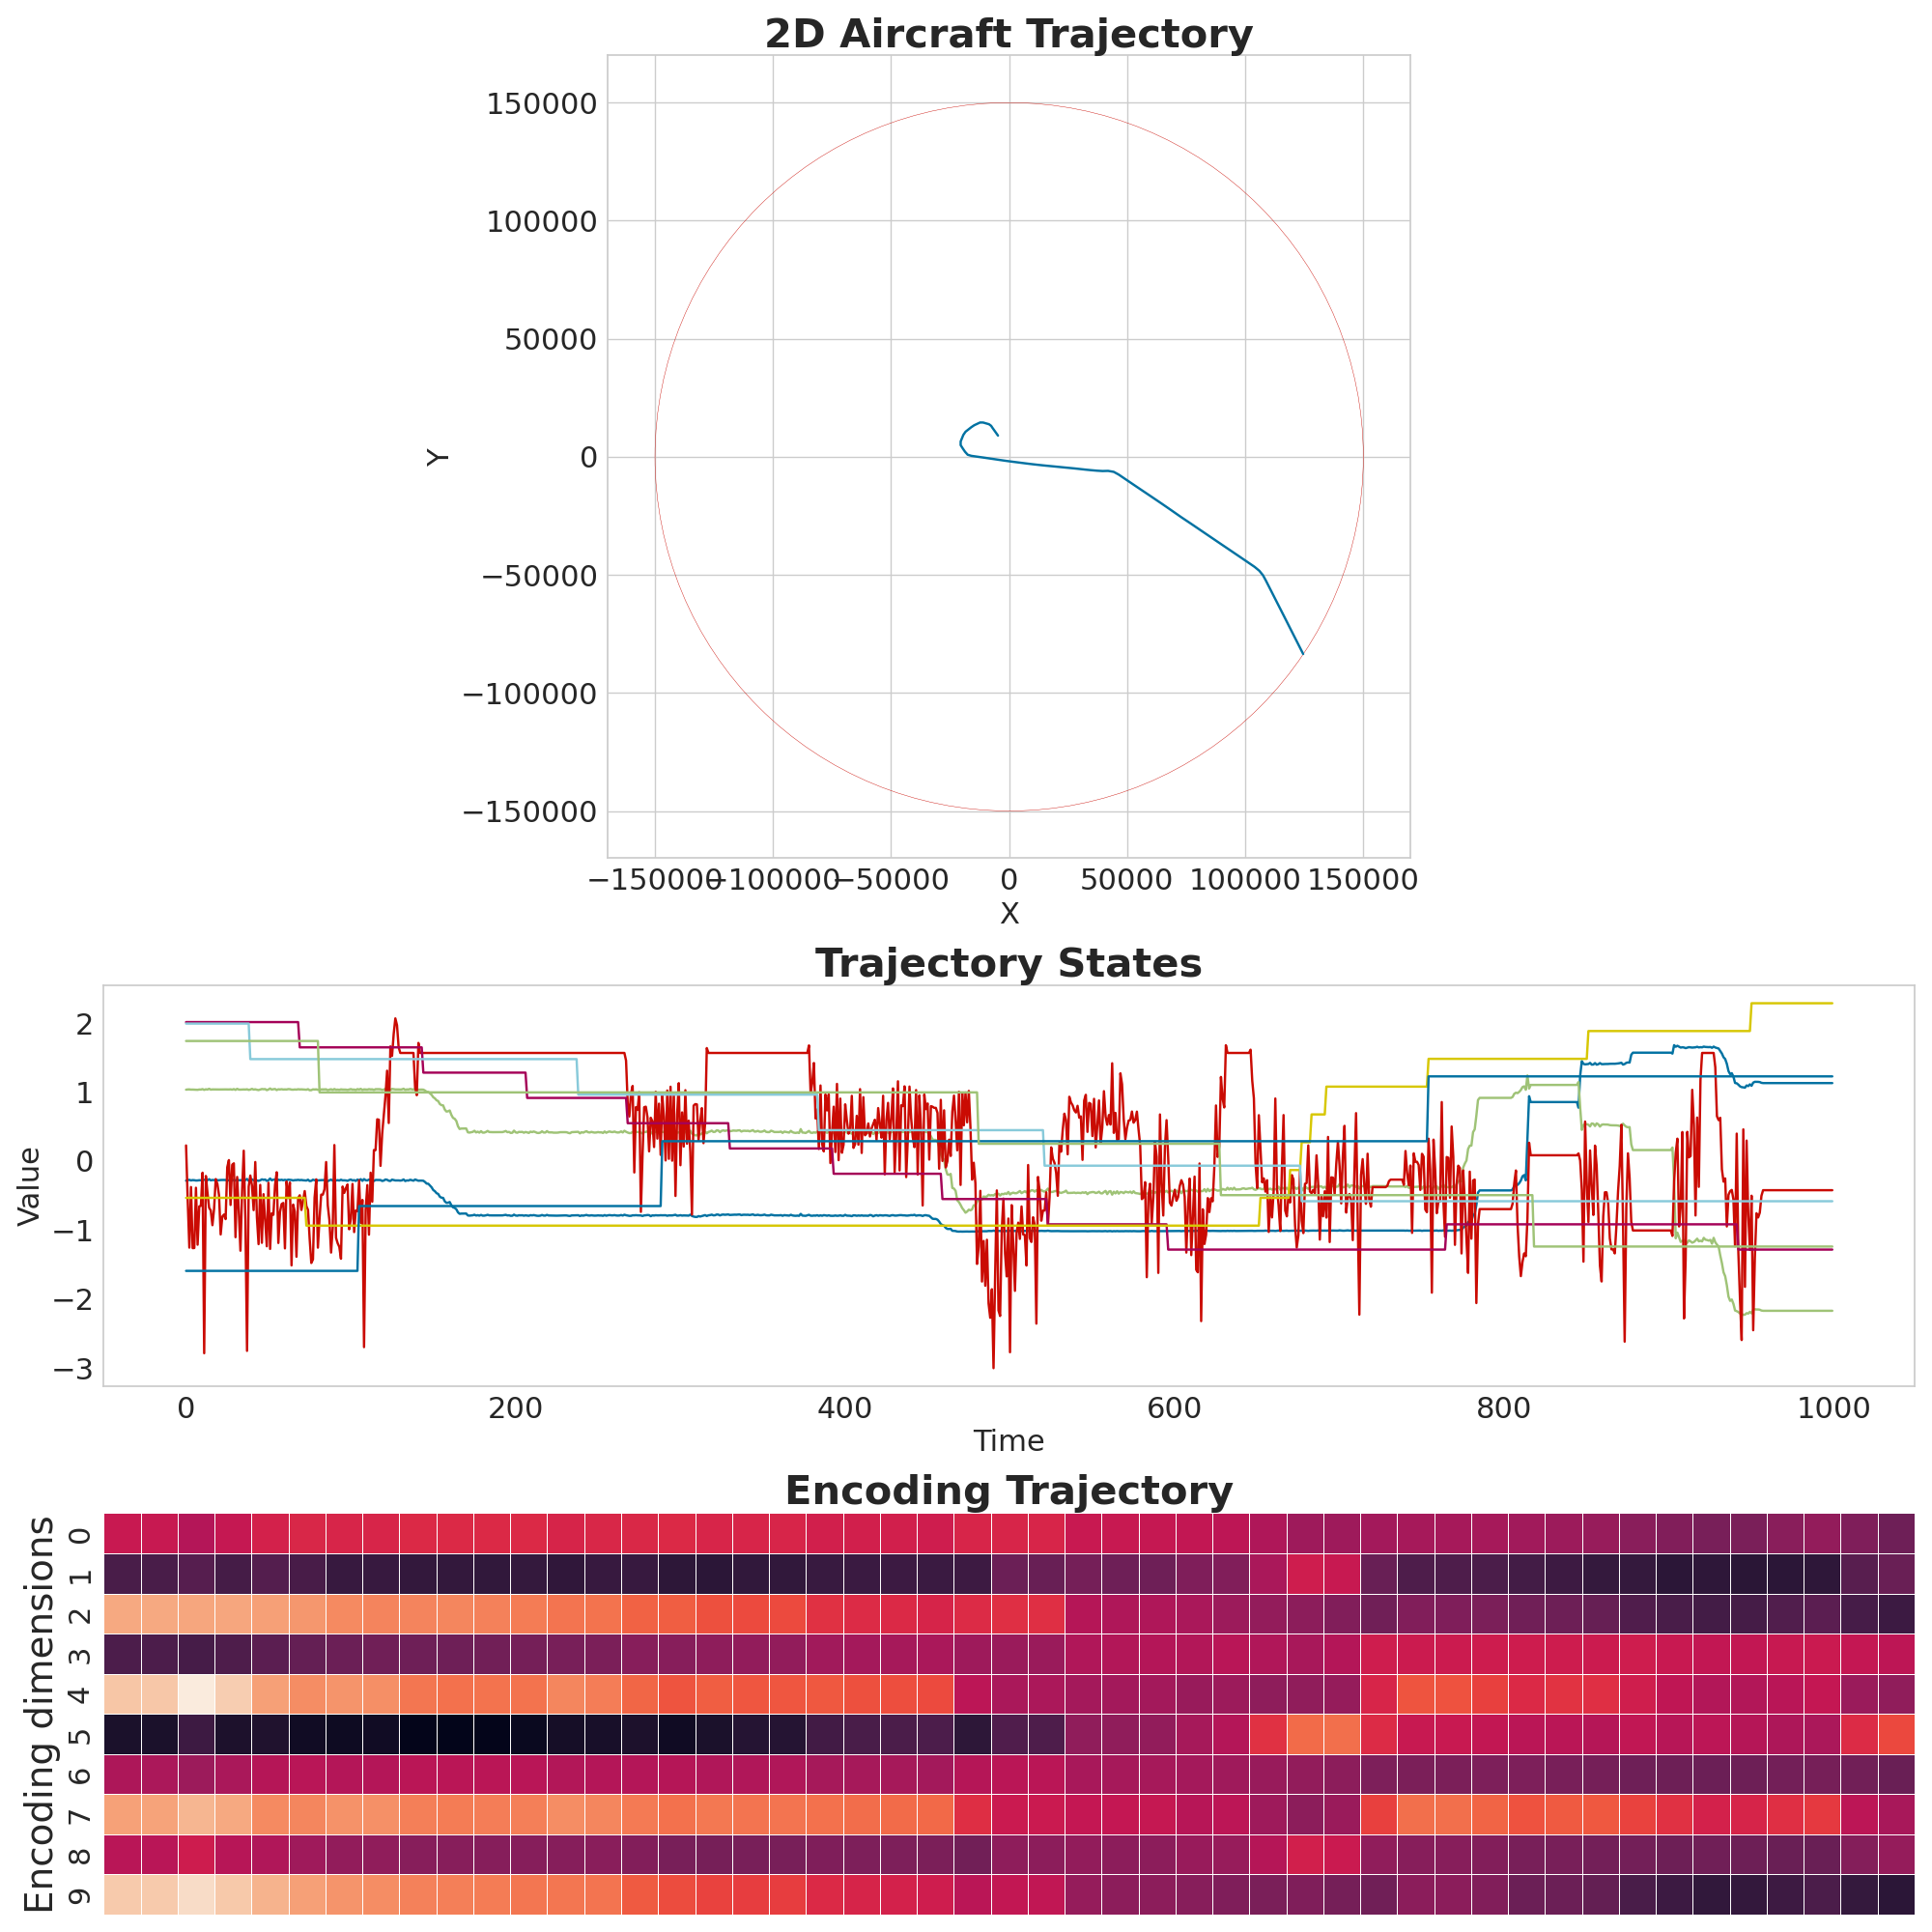 2D Aircraft Trajectory
150000
100000
50000
0
−50000
−100000
−150000
Y
−150000 −100000 −50000 0 50000 100000 150000
X
Trajectory States
2
1
0
−1
−2
−3
Value
0 200 400 600 800 1000
Time
Encoding Trajectory
0
1
2
3
4
5
6
7
8
9
Encoding dimensions